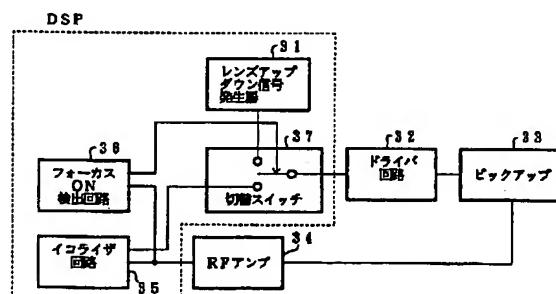 DSP
31
レンズアップ
ダウン信号
発生器
36
フォーカス
ON
検出回路
37
切替スイッチ
32
ドライバ
回路
33
ピックアップ
イコライザ
回路
35
34
RFアンプ